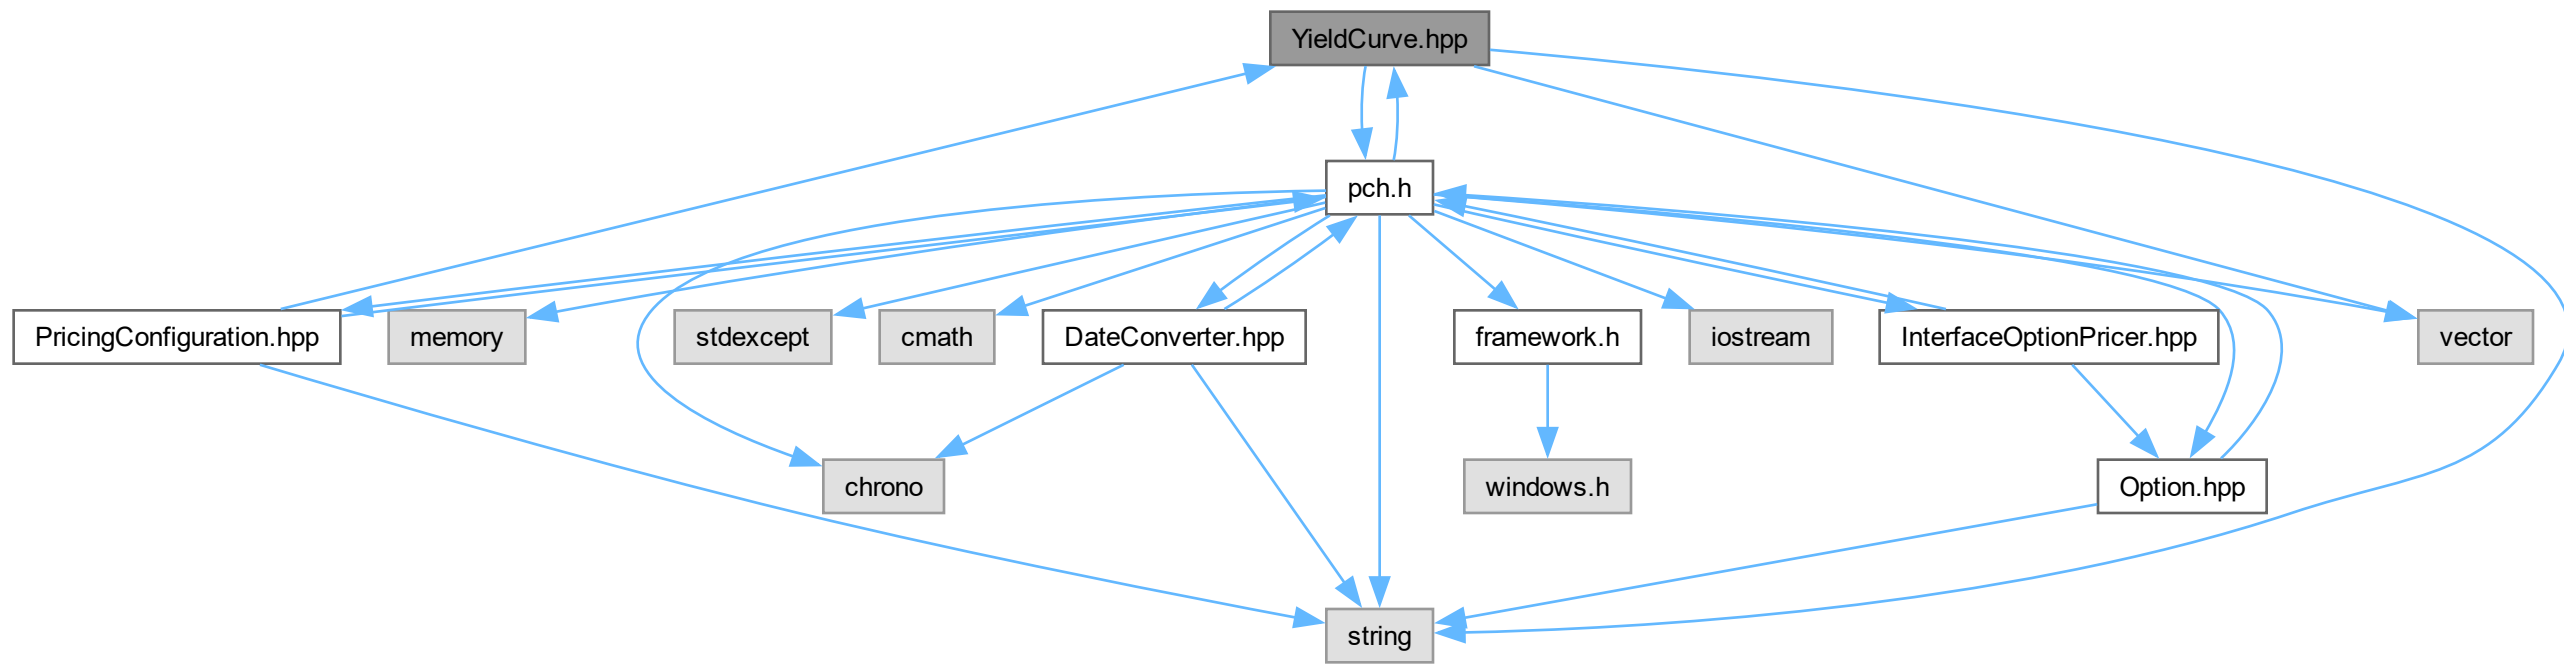 YieldCurve.hpp
pch.h
PricingConfiguration.hpp
memory
stdexcept
cmath
DateConverter.hpp
framework.h
iostream
InterfaceOptionPricer.hpp
vector
chrono
windows.h
Option.hpp
string